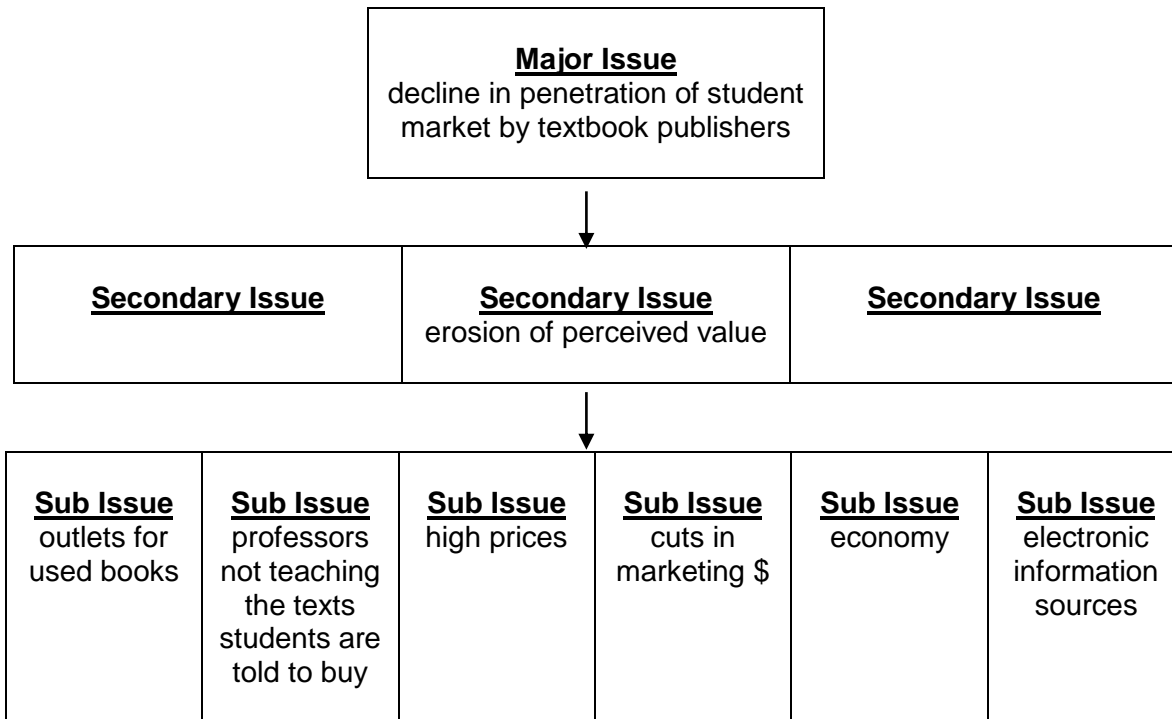 Major Issue
decline in penetration of student
market by textbook publishers
Secondary Issue
Secondary Issue
erosion of perceived value
Secondary Issue
Sub Issue
outlets for
used books
Sub Issue
professors
not teaching
the texts
students are
told to buy
Sub Issue
high prices
Sub Issue
cuts in
marketing $
Sub Issue
economy
Sub Issue
electronic
information
sources